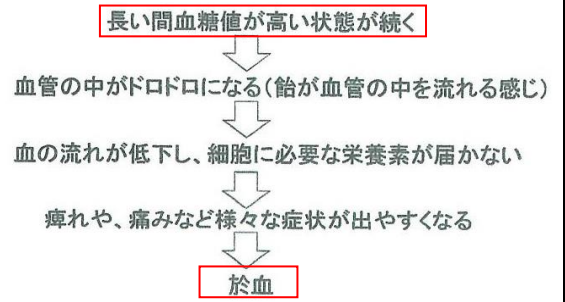 長い間血糖値が高い状態が続く
血管の中がドロドロになる(飴が血管の中を流れる感じ)
血の流れが低下し、細胞に必要な栄養素が届かない
痺れや、痛みなど様々な症状が出やすくなる
於血